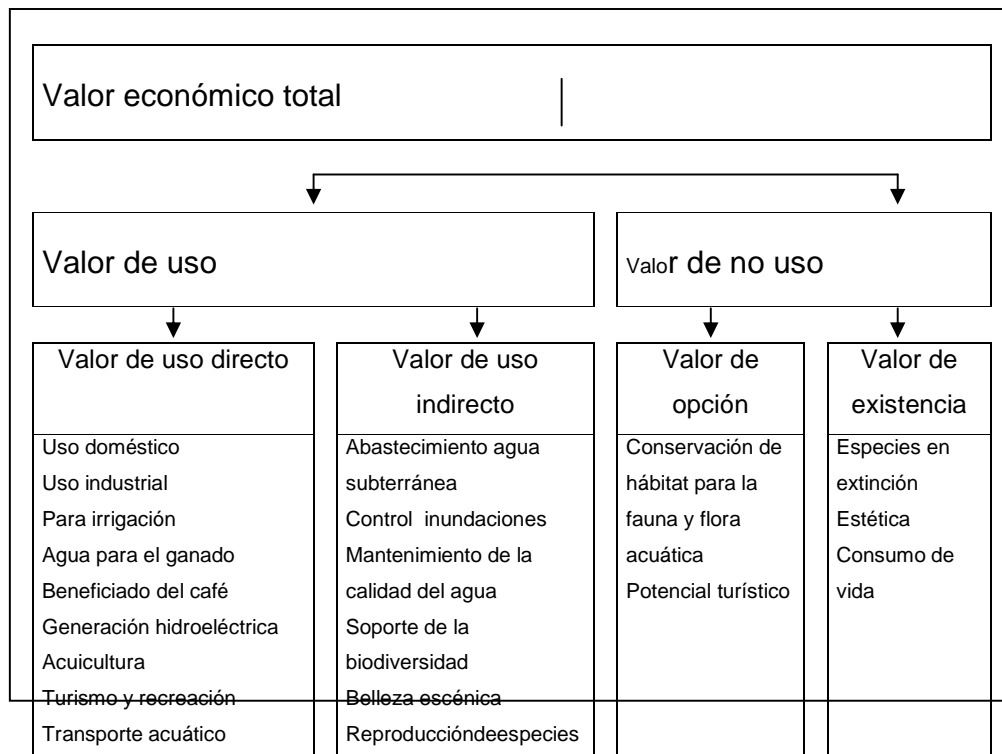 Valor económico total
Valor de uso
Valor de no uso
Valor de uso directo
Uso doméstico
Uso industrial
Para irrigación
Agua para el ganado
Beneficiado del café
Generación hidroeléctrica
Acuicultura
Turismo y recreación
Transporte acuático
Valor de uso
indirecto
Abastecimiento agua
subterránea
Control inundaciones
Mantenimiento de la
calidad del agua
Soporte de la
biodiversidad
Belleza escénica
Reproduccióndeespecies
Valor de
opción
Conservación de
hábitat para la
fauna y flora
acuática
Potencial turístico
Valor de
existencia
Especies en
extinción
Estética
Consumo de
vida